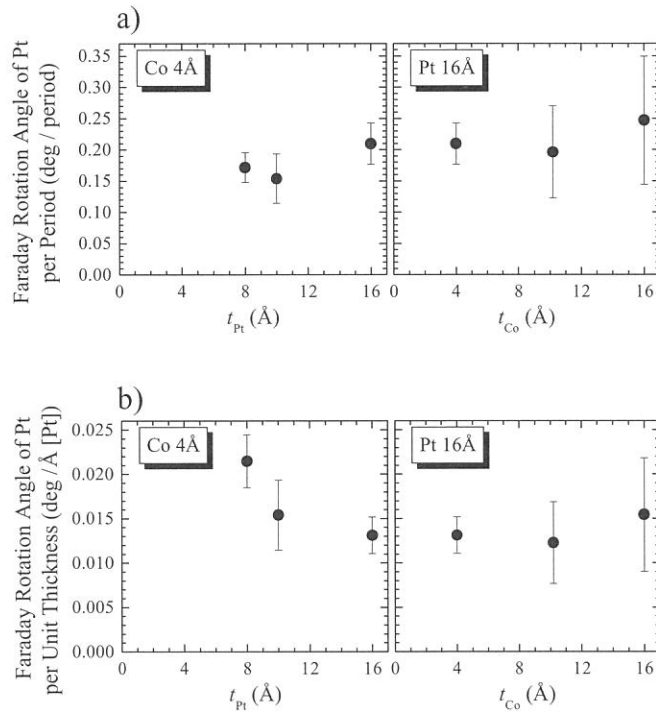 a)
Faraday Rotation Angle of Pt
per Period (deg / period)
0.35
0.30
0.25
0.20
0.15
0.10
0.05
0.00
Co 4Å
Pt 16Å
0 4 8 12 16
0 4 8 12 16
tPt (Å)
tCo (Å)
b)
Faraday Rotation Angle of Pt
per Unit Thickness (deg /Å [Pt])
0.025
0.020
0.015
0.010
0.005
0.000
Co 4Å
Pt 16Å
0 4 8 12 16
0 4 8 12 16
tPt (Å)
tCo (Å)